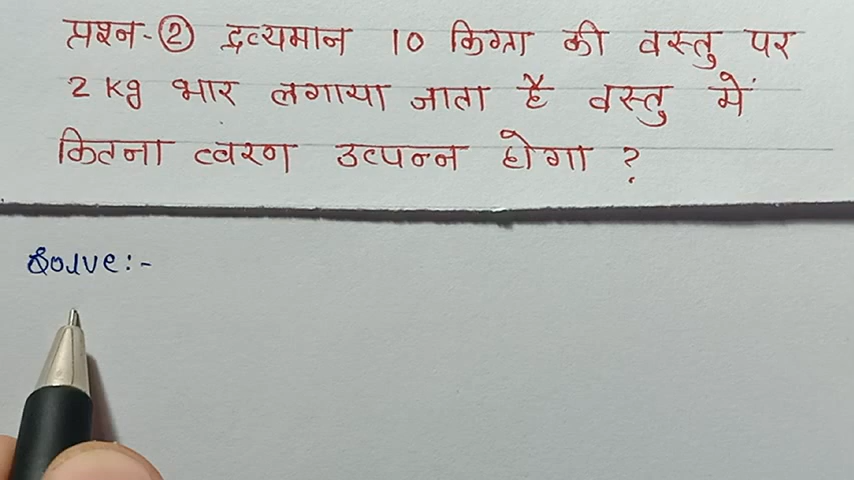 प्रश्न-② द्रव्यमान 10 किग्रा की वस्तु पर
2 Kg भार लगाया जाता है वस्तु में
कितना त्वरण उत्पन्न होगा ?
Solve:-